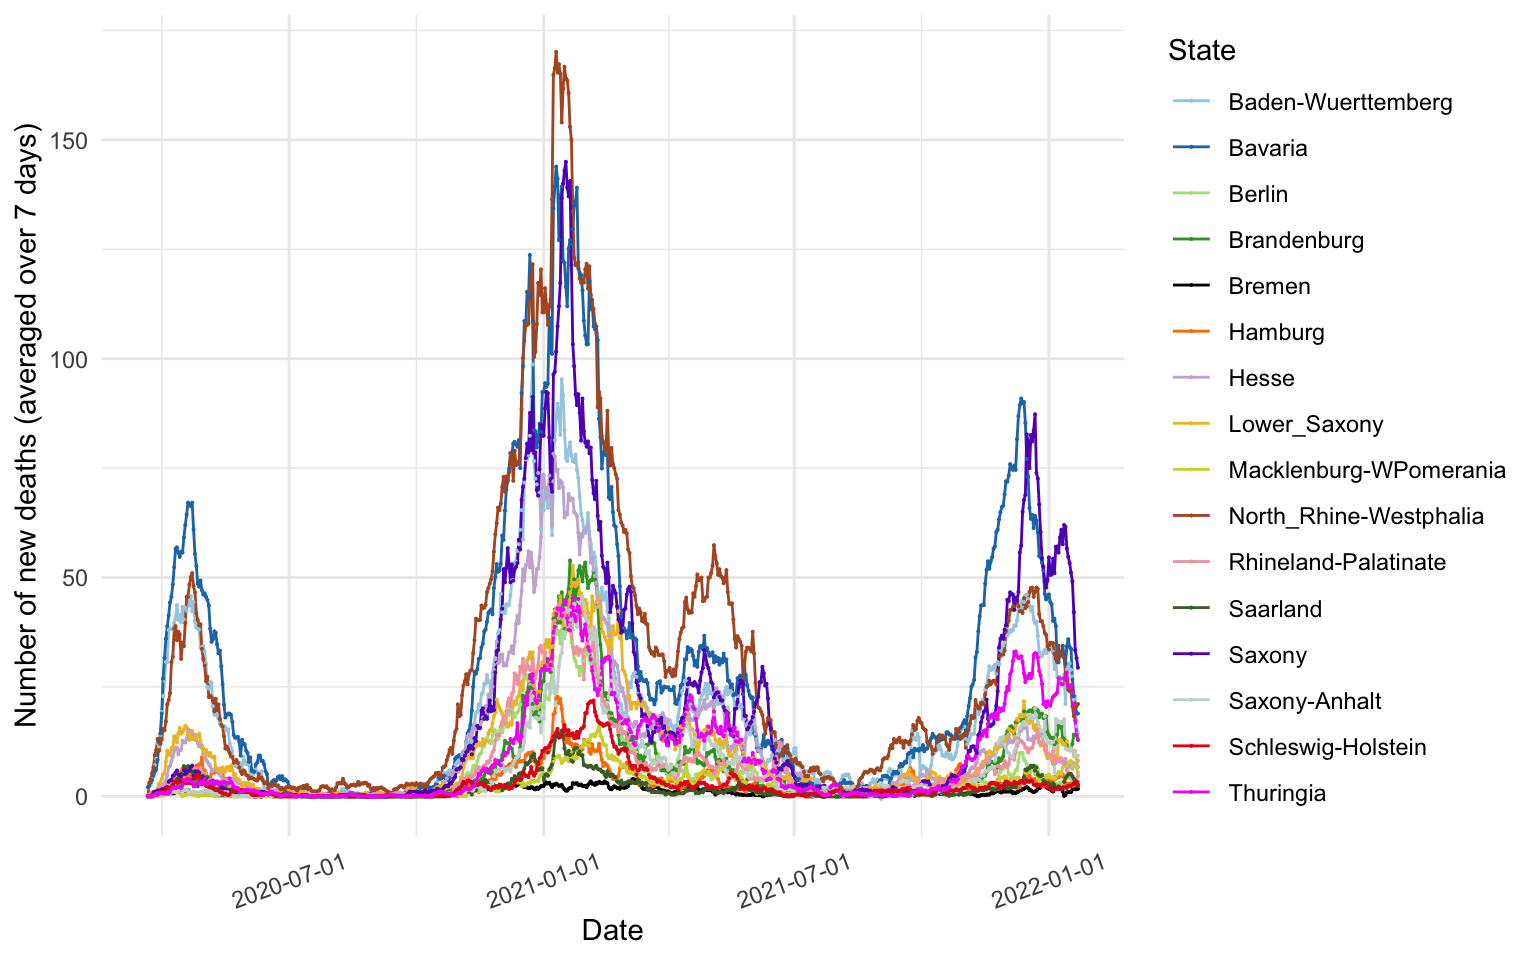 Number of new deaths (averaged over 7 days)
150
100
50
0
2020-07-01
2021-01-01
2021-07-01
2022-01-01
Date
State
Baden-Wuerttemberg
Bavaria
Berlin
Brandenburg
Bremen
Hamburg
Hesse
Lower_Saxony
Macklenburg-WPomerania
North_Rhine-Westphalia
Rhineland-Palatinate
Saarland
Saxony
Saxony-Anhalt
Schleswig-Holstein
Thuringia